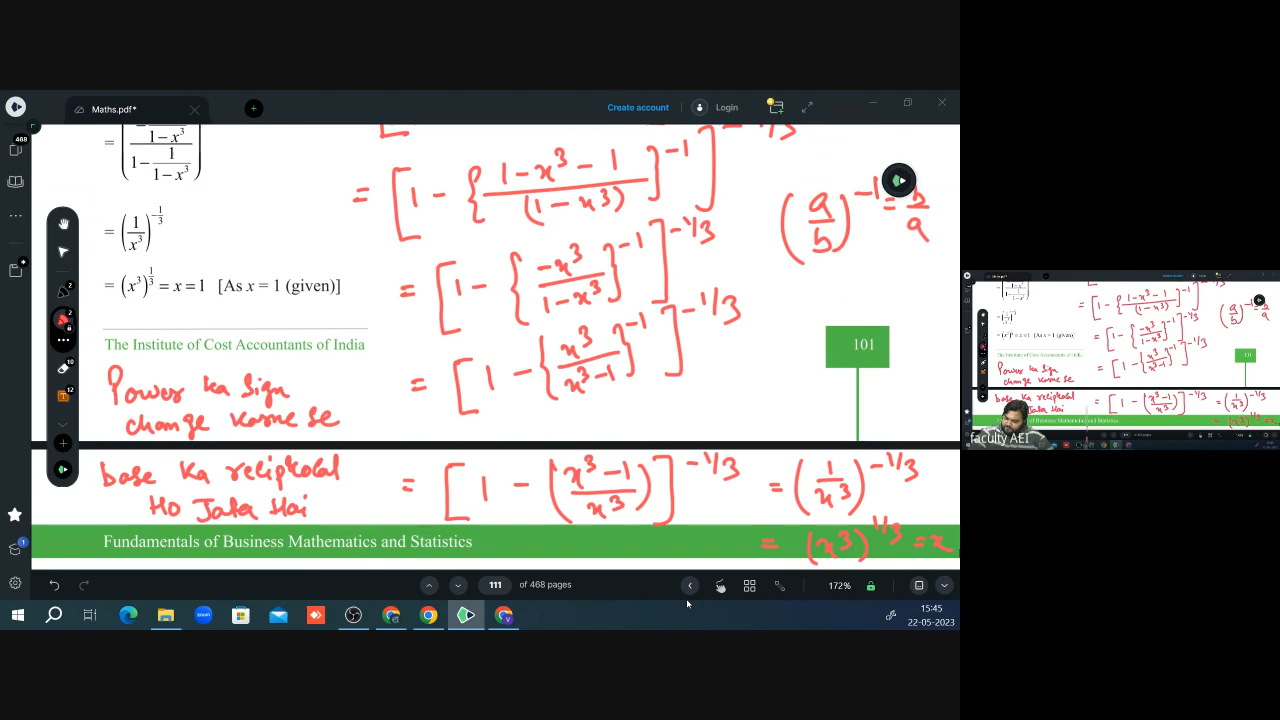 Maths.pdf*
Create account
Login
468
= ( − / 1−x³ / 1− 1/1−x³ )
= [1 − { 1−x³−1 / (1−x³) }⁻¹]^−1/3
(a/b)⁻¹ = b/a
= (1/x³)^−1/3
= [1 − { −x³ / 1−x³ }⁻¹]^−1/3
= (x³)^1/3 = x = 1 [As x = 1 (given)]
The Institute of Cost Accountants of India
101
= [1 − { x³ / x³−1 }⁻¹]^−1/3
Power ka Sign
change Karne se
base Ka reciprocal
Ho Jata Hai
= [1 − (x³−1 / x³)]^−1/3 = (1/x³)^−1/3
Fundamentals of Business Mathematics and Statistics
= (x³)^1/3 = x
111 of 468 pages
172%
15:45
22-05-2023
faculty AEI